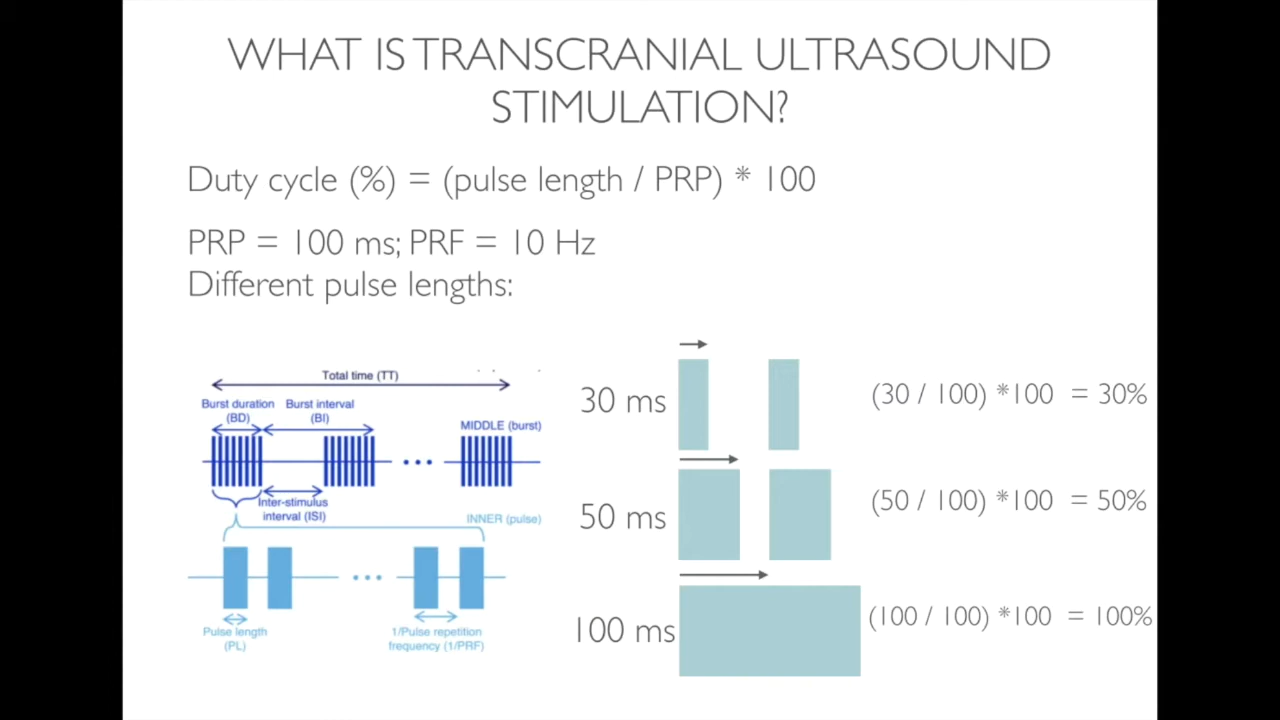 WHAT IS TRANSCRANIAL ULTRASOUND
STIMULATION?
Duty cycle (%) = (pulse length / PRP) * 100
PRP = 100 ms; PRF = 10 Hz
Different pulse lengths:
Total time (TT)
Burst duration
(BD)
Burst interval
(BI)
MIDDLE (burst)
Inter-stimulus
interval (ISI)
INNER (pulse)
Pulse length
(PL)
1/Pulse repetition
frequency (1/PRF)
30 ms
(30 / 100) *100 = 30%
50 ms
(50 / 100) *100 = 50%
100 ms
(100 / 100) *100 = 100%